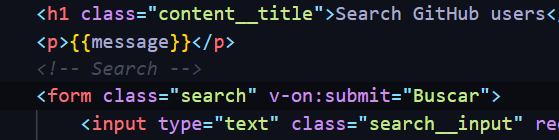 <h1 class="content__title">Search GitHub users</
<p>{{message}}</p>
<!-- Search -->
<form class="search" v-on:submit="Buscar">
<input type="text" class="search__input" re